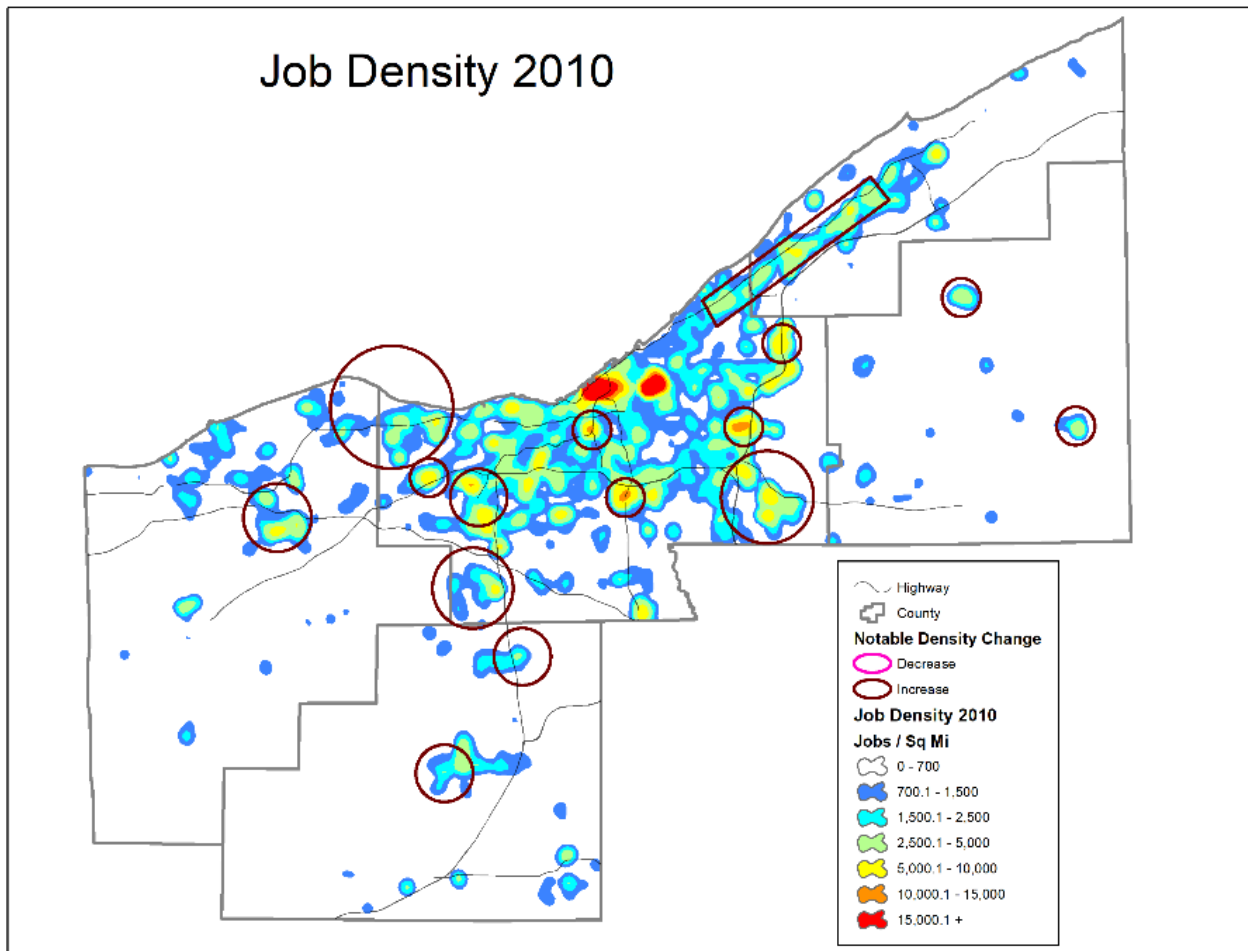 Job Density 2010
Highway
County
Notable Density Change
Decrease
Increase
Job Density 2010
Jobs / Sq Mi
0 - 700
700.1 - 1,500
1,500.1 - 2,500
2,500.1 - 5,000
5,000.1 - 10,000
10,000.1 - 15,000
15,000.1 +